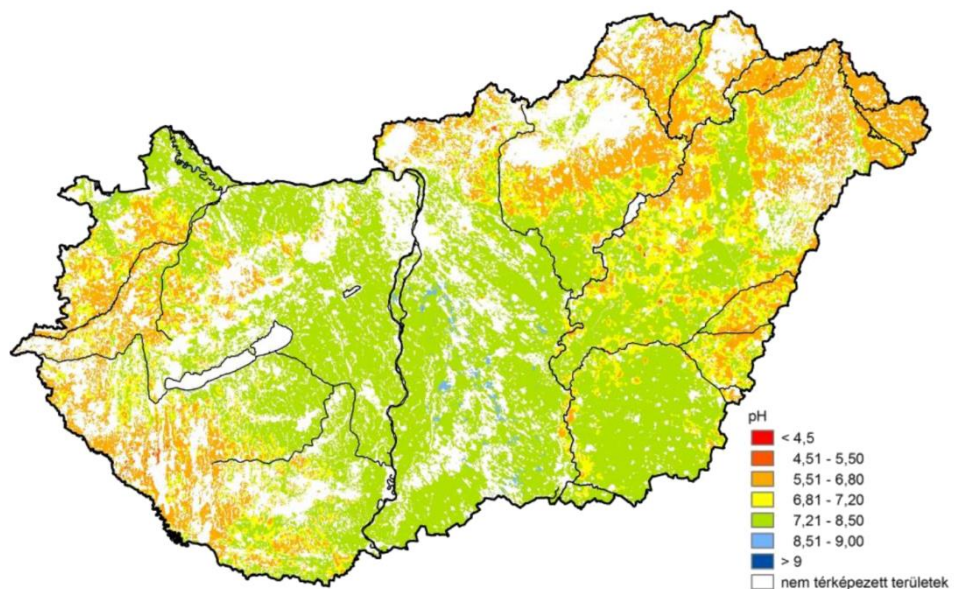 pH
< 4,5
4,51 - 5,50
5,51 - 6,80
6,81 - 7,20
7,21 - 8,50
8,51 - 9,00
> 9
nem térképezett területek